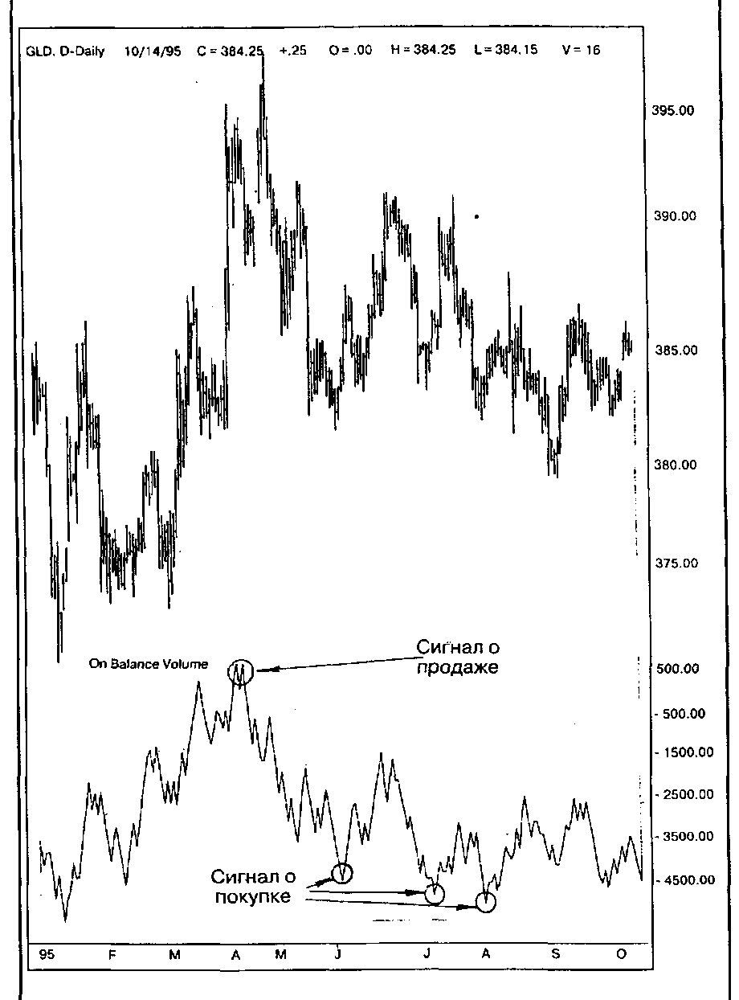 GLD, D-Daily 10/14/95 C = 384.25 +.25 O = .00 H = 384.25 L = 384.15 V = 16
395.00
390.00
385.00
380.00
375.00
On Balance Volume
Сигнал о
продаже
500.00
- 500.00
- 1500.00
- 2500.00
- 3500.00
- 4500.00
Сигнал о
покупке
95 F M A M J J A S O